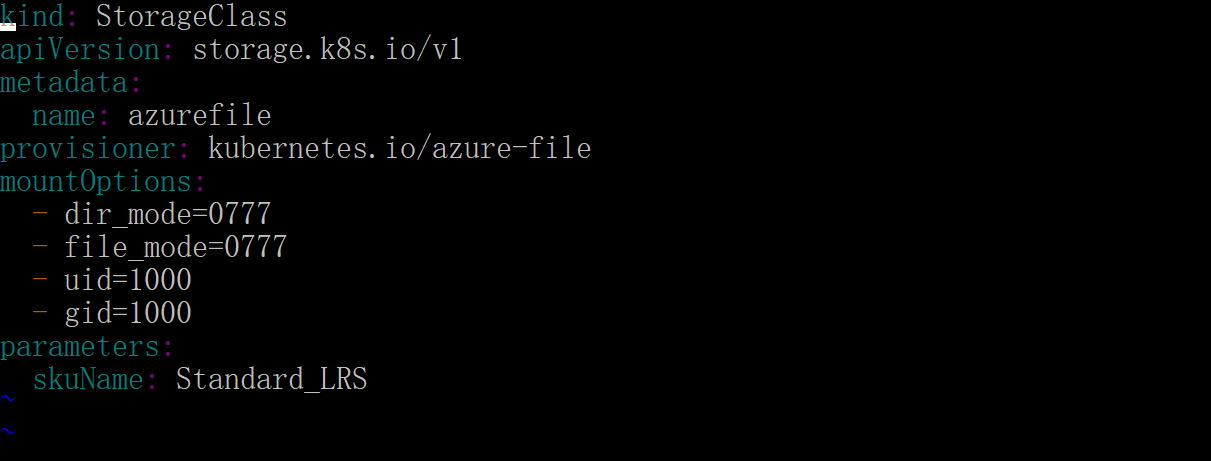 kind: StorageClass
apiVersion: storage.k8s.io/v1
metadata:
  name: azurefile
provisioner: kubernetes.io/azure-file
mountOptions:
  - dir_mode=0777
  - file_mode=0777
  - uid=1000
  - gid=1000
parameters:
  skuName: Standard_LRS
~
~